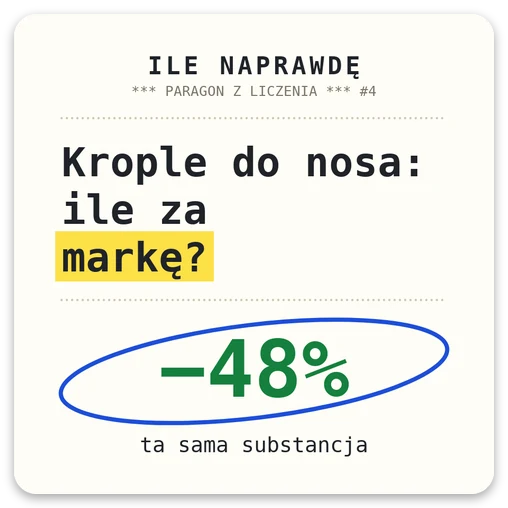 ILE NAPRAWDĘ
*** PARAGON Z LICZENIA *** #4
Krople do nosa:
ile za
markę?
−48%
ta sama substancja